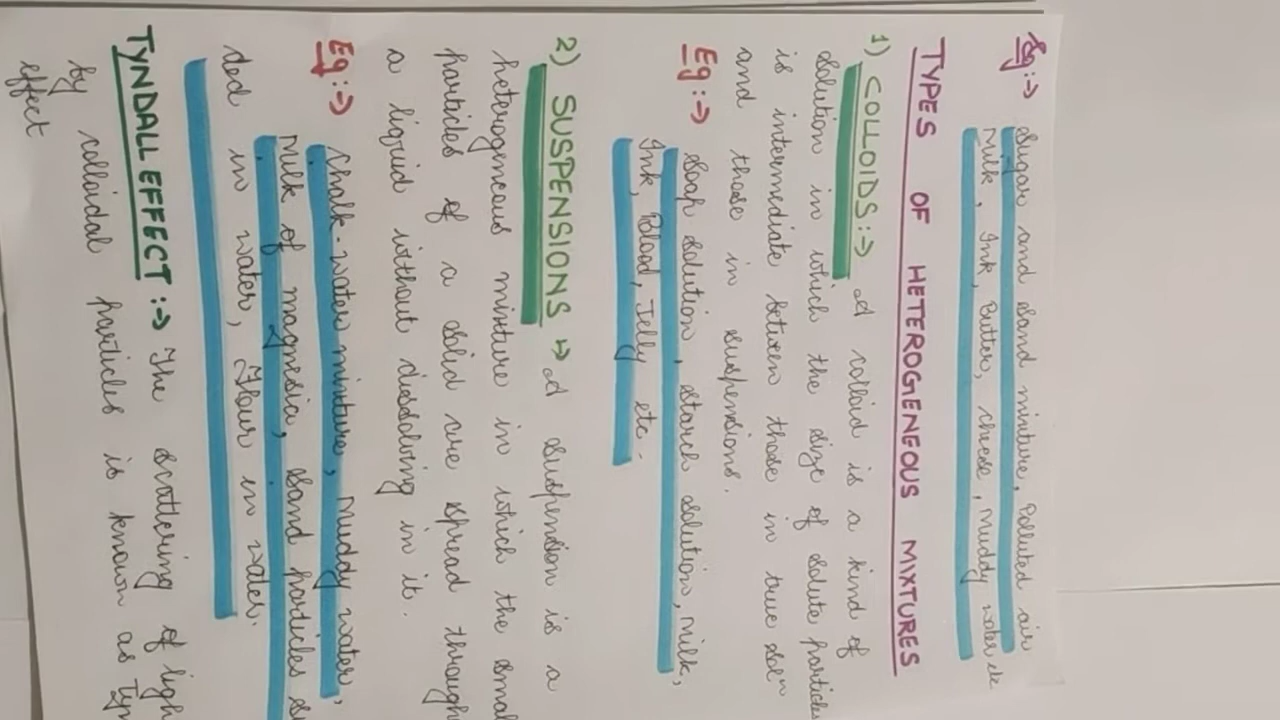 Eg:→ Sugar and sand mixture, Polluted air
Milk, Ink, Butter, cheese, Muddy water etc
TYPES OF HETEROGENEOUS MIXTURES
1) COLLOIDS:→ A colloid is a kind of
solution in which the size of solute particles
is intermediate between those in true solⁿ
and those in suspensions.
Eg:→ Soap solution, starch solution, milk,
Ink, Blood, Jelly etc.
2) SUSPENSIONS → A suspension is a
heterogeneous mixture in which the small
particles of a solid are spread through
a liquid without dissolving in it.
Eg:→ Chalk-water mixture, Muddy water,
Milk of magnesia, sand particles su
ded in water, Flour in water.
TYNDALL EFFECT:→ The scattering of ligh
by colloidal particles is known as Tyn
effect